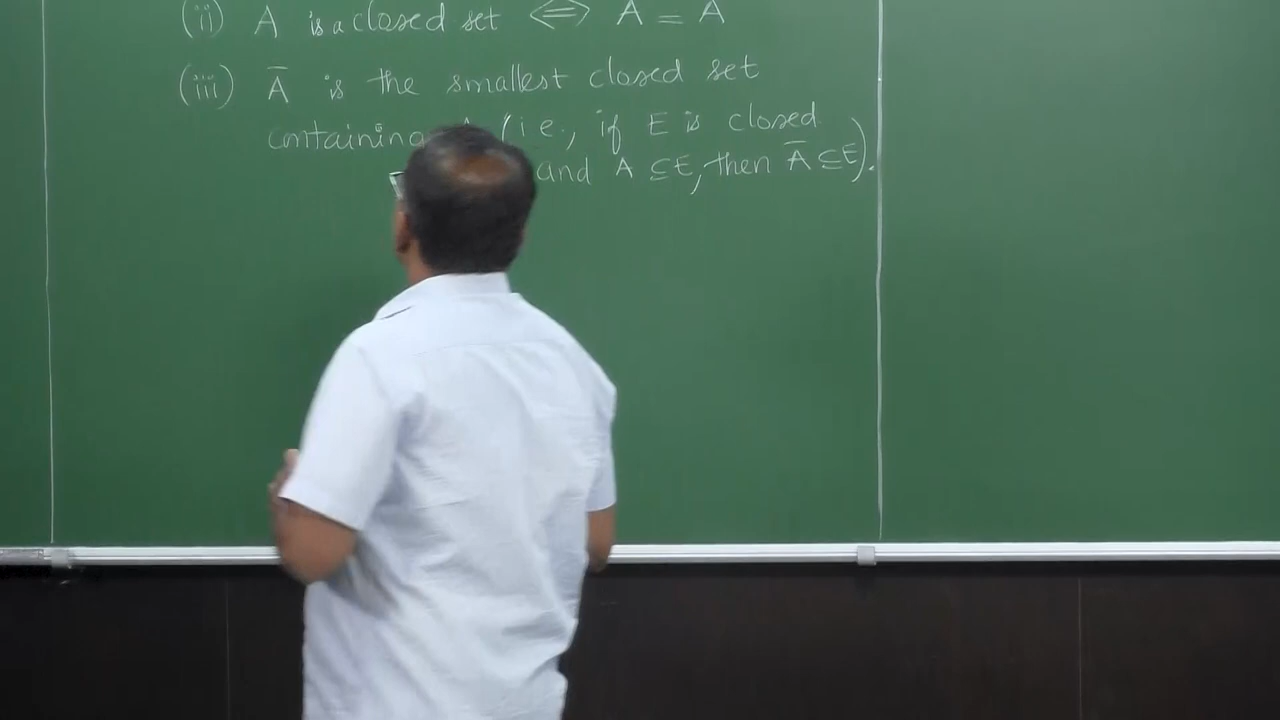 (ii) A is a closed set ⟺ A = A
(iii) A̅ is the smallest closed set
containing (i e., if E is closed
and A ⊆ E, then A̅ ⊆ E).